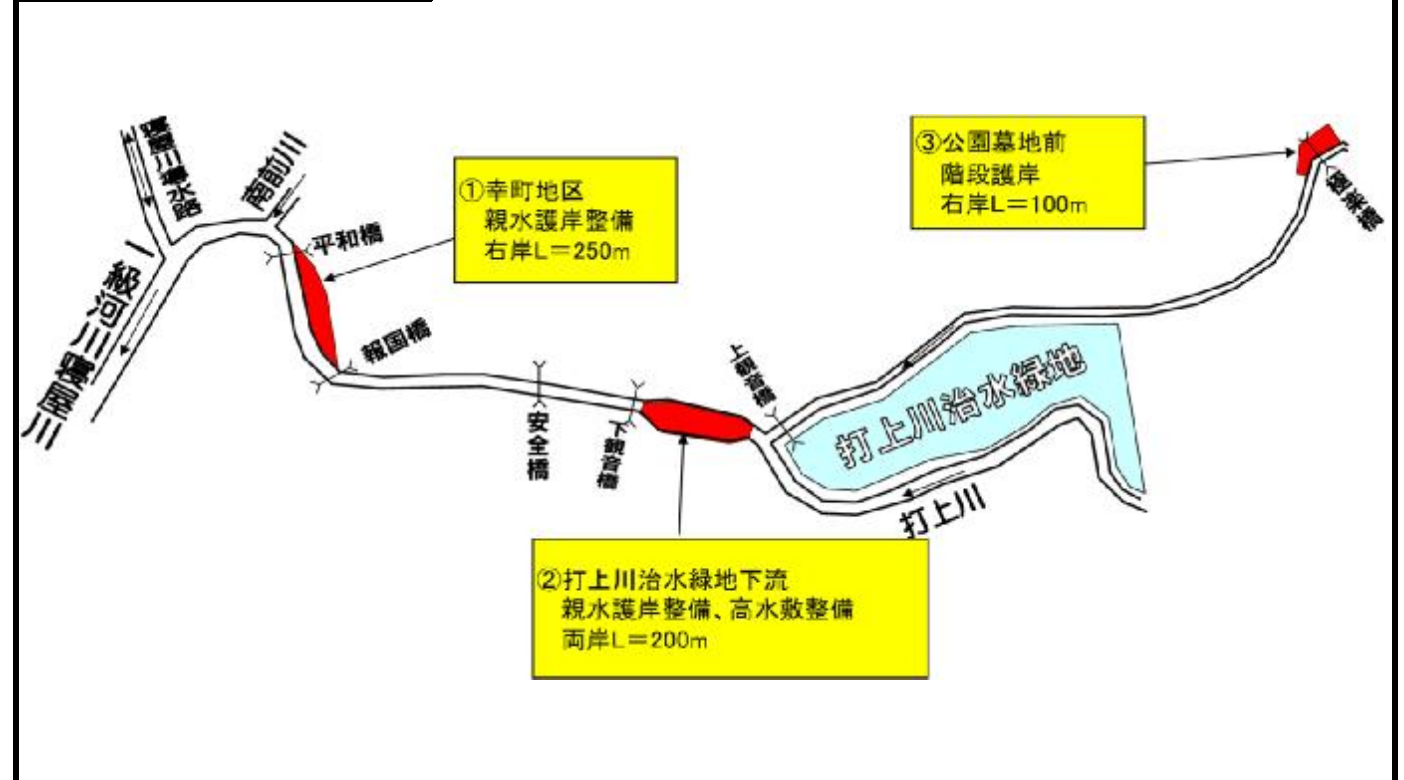 寝屋川導水路
南前川
一級河川寝屋川
平和橋
①幸町地区
親水護岸整備
右岸L=250m
報国橋
安全橋
下観音橋
上観音橋
③公園墓地前
階段護岸
右岸L=100m
極楽橋
打上川治水緑地
打上川
②打上川治水緑地下流
親水護岸整備、高水敷整備
両岸L=200m